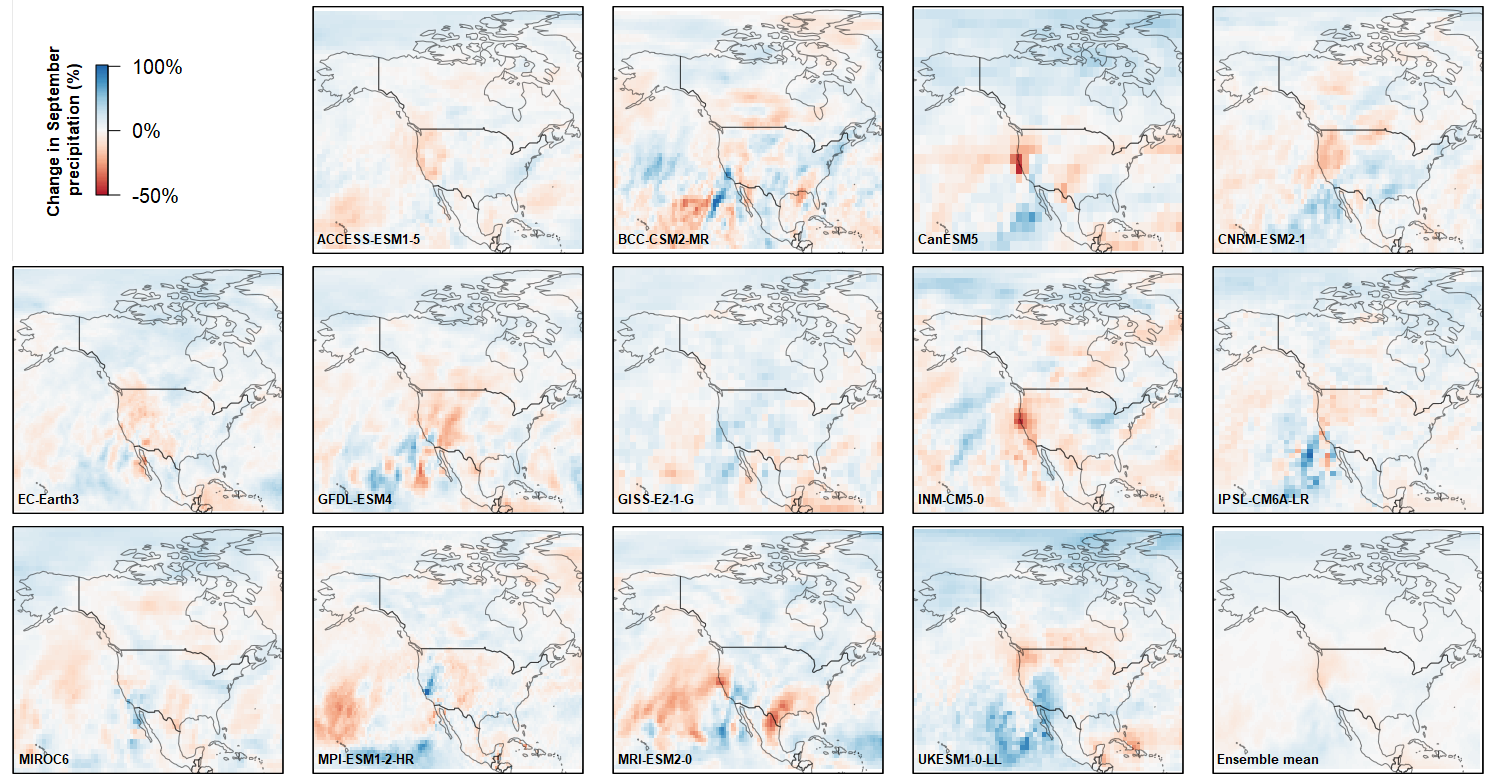 Change in September
precipitation (%)
100%
0%
-50%
ACCESS-ESM1-5
BCC-CSM2-MR
CanESM5
CNRM-ESM2-1
EC-Earth3
GFDL-ESM4
GISS-E2-1-G
INM-CM5-0
IPSL-CM6A-LR
MIROC6
MPI-ESM1-2-HR
MRI-ESM2-0
UKESM1-0-LL
Ensemble mean